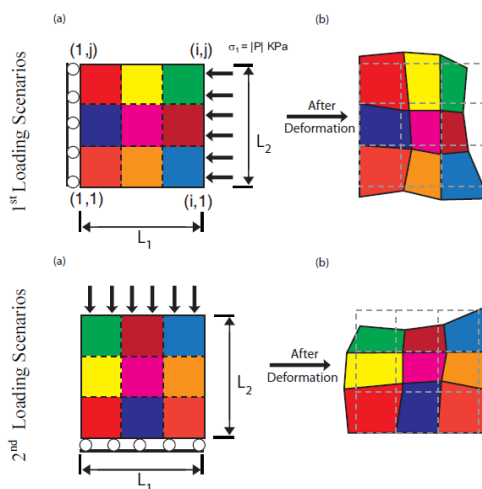 (a)
(b)
1st Loading Scenarios
(1,j)
(i,j)
σ1 = |P| KPa
L2
After
Deformation
(1,1)
(i,1)
L1
(a)
(b)
2nd Loading Scenarios
L2
After
Deformation
L1